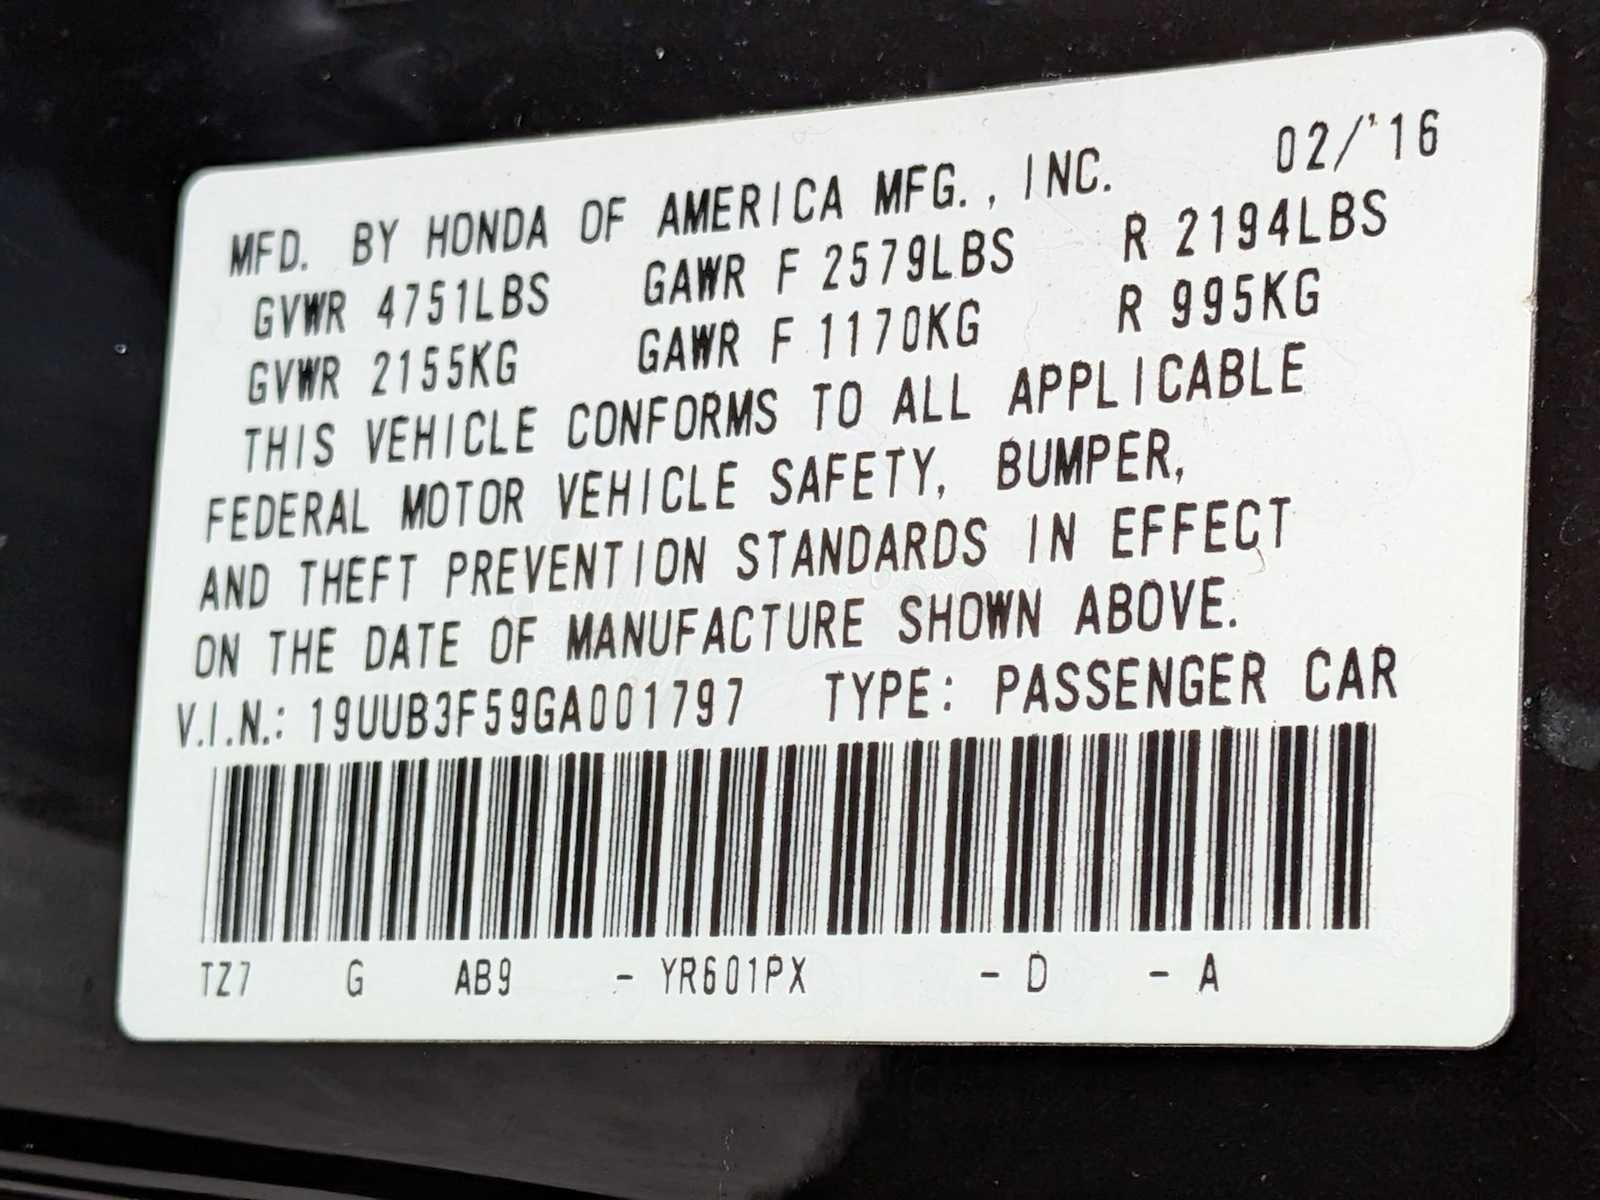 02/'16
MFD. BY HONDA OF AMERICA MFG., INC.
GVWR 4751LBS GAWR F 2579LBS R 2194LBS
GVWR 2155KG GAWR F 1170KG R 995KG
THIS VEHICLE CONFORMS TO ALL APPLICABLE
FEDERAL MOTOR VEHICLE SAFETY, BUMPER,
AND THEFT PREVENTION STANDARDS IN EFFECT
ON THE DATE OF MANUFACTURE SHOWN ABOVE.
V.I.N.: 19UUB3F59GA001797 TYPE: PASSENGER CAR
TZ7 G AB9 - YR601PX - D - A